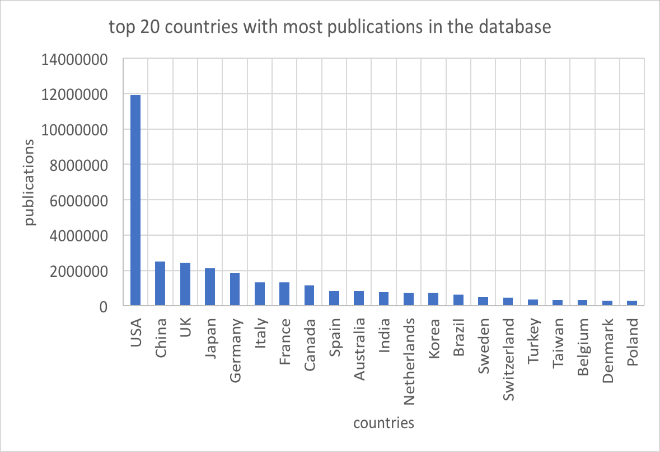 top 20 countries with most publications in the database
14000000
12000000
10000000
8000000
6000000
4000000
2000000
0
publications
USA
China
UK
Japan
Germany
Italy
France
Canada
Spain
Australia
India
Netherlands
Korea
Brazil
Sweden
Switzerland
Turkey
Taiwan
Belgium
Denmark
Poland
countries